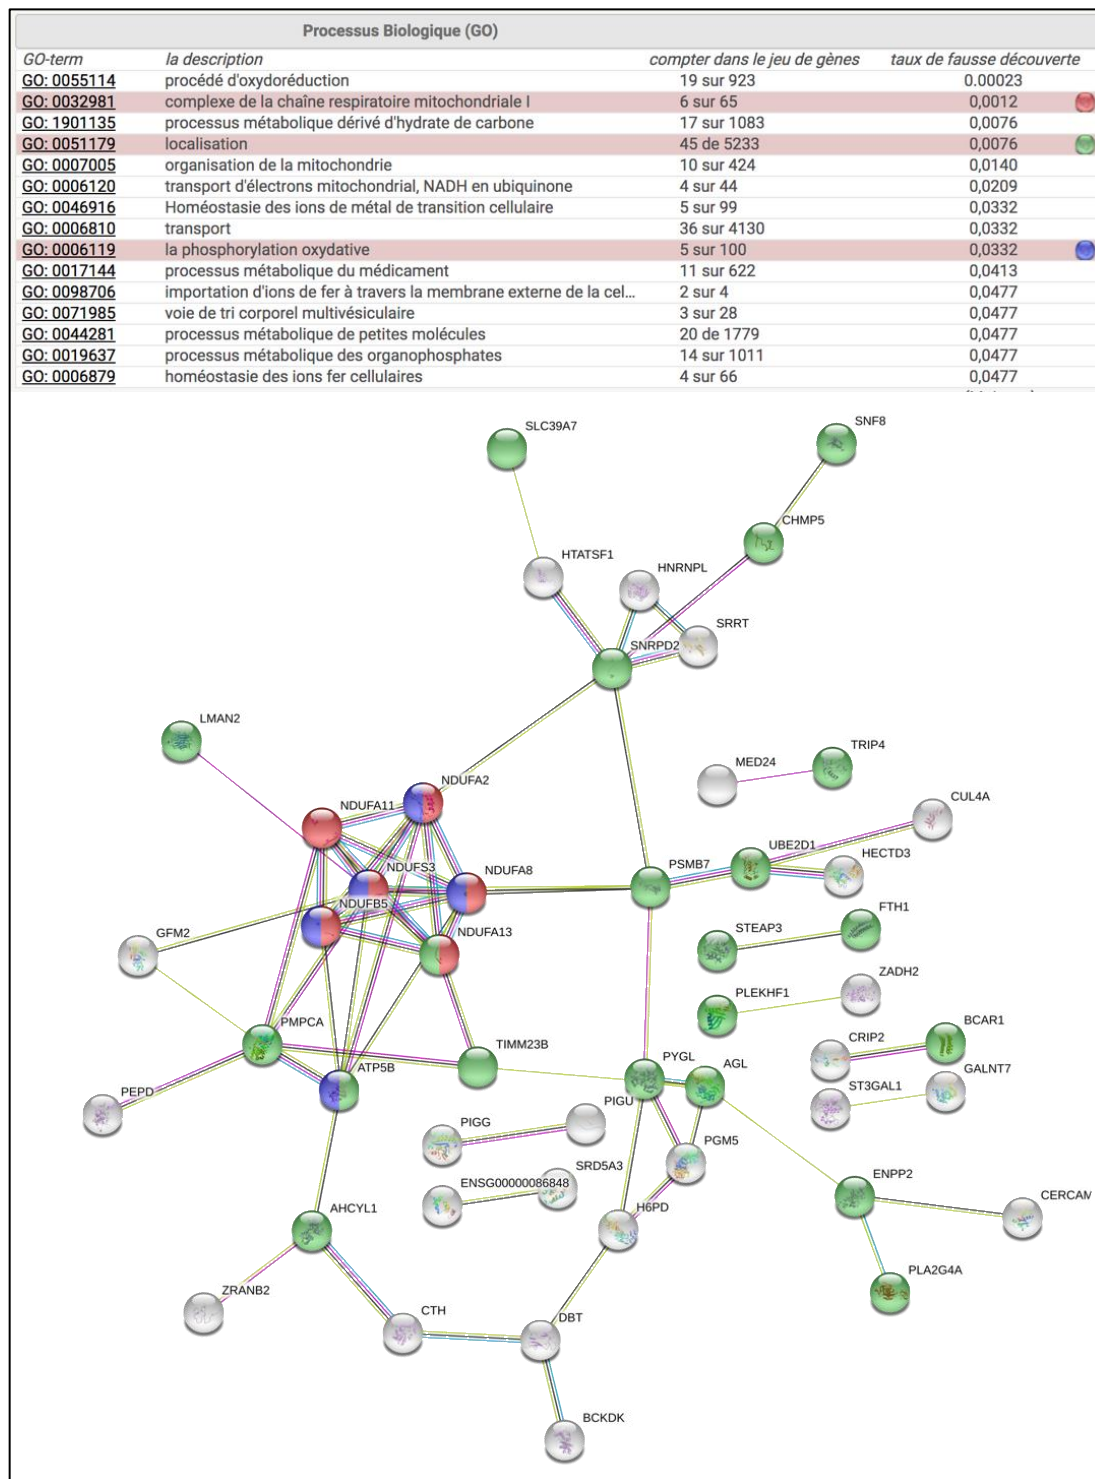 Processus Biologique (GO)
GO-term la description compter dans le jeu de gènes taux de fausse découverte
GO: 0055114 procédé d'oxydoréduction 19 sur 923 0.00023
GO: 0032981 complexe de la chaîne respiratoire mitochondriale I 6 sur 65 0,0012
GO: 1901135 processus métabolique dérivé d'hydrate de carbone 17 sur 1083 0,0076
GO: 0051179 localisation 45 de 5233 0,0076
GO: 0007005 organisation de la mitochondrie 10 sur 424 0,0140
GO: 0006120 transport d'électrons mitochondrial, NADH en ubiquinone 4 sur 44 0,0209
GO: 0046916 Homéostasie des ions de métal de transition cellulaire 5 sur 99 0,0332
GO: 0006810 transport 36 sur 4130 0,0332
GO: 0006119 la phosphorylation oxydative 5 sur 100 0,0332
GO: 0017144 processus métabolique du médicament 11 sur 622 0,0413
GO: 0098706 importation d'ions de fer à travers la membrane externe de la cel... 2 sur 4 0,0477
GO: 0071985 voie de tri corporel multivésiculaire 3 sur 28 0,0477
GO: 0044281 processus métabolique de petites molécules 20 de 1779 0,0477
GO: 0019637 processus métabolique des organophosphates 14 sur 1011 0,0477
GO: 0006879 homéostasie des ions fer cellulaires 4 sur 66 0,0477
SLC39A7
SNF8
CHMP5
HTATSF1
HNRNPL
SRRT
SNRPD2
LMAN2
TRIP4
MED24
NDUFA2
CUL4A
NDUFA11
UBE2D1
PSMB7
HECTD3
NDUFS3
NDUFA8
NDUFB5
FTH1
STEAP3
GFM2
NDUFA13
ZADH2
PLEKHF1
PMPCA
BCAR1
CRIP2
TIMM23B
PYGL
AGL
ATP5B
GALNT7
ST3GAL1
PEPD
PIGU
PIGG
PGM5
SRD5A3
ENSG00000086848
ENPP2
CERCAM
H6PD
AHCYL1
PLA2G4A
ZRANB2
CTH
DBT
BCKDK